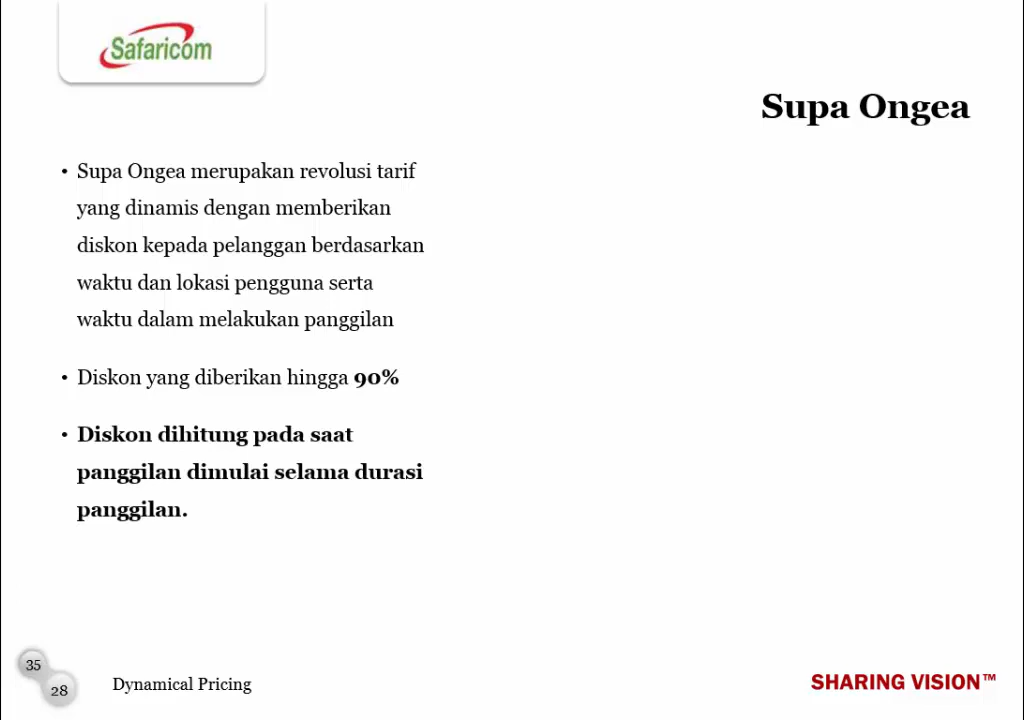 Safaricom
Supa Ongea
• Supa Ongea merupakan revolusi tarif
yang dinamis dengan memberikan
diskon kepada pelanggan berdasarkan
waktu dan lokasi pengguna serta
waktu dalam melakukan panggilan
• Diskon yang diberikan hingga 90%
• Diskon dihitung pada saat
panggilan dimulai selama durasi
panggilan.
35
28
Dynamical Pricing
SHARING VISION™